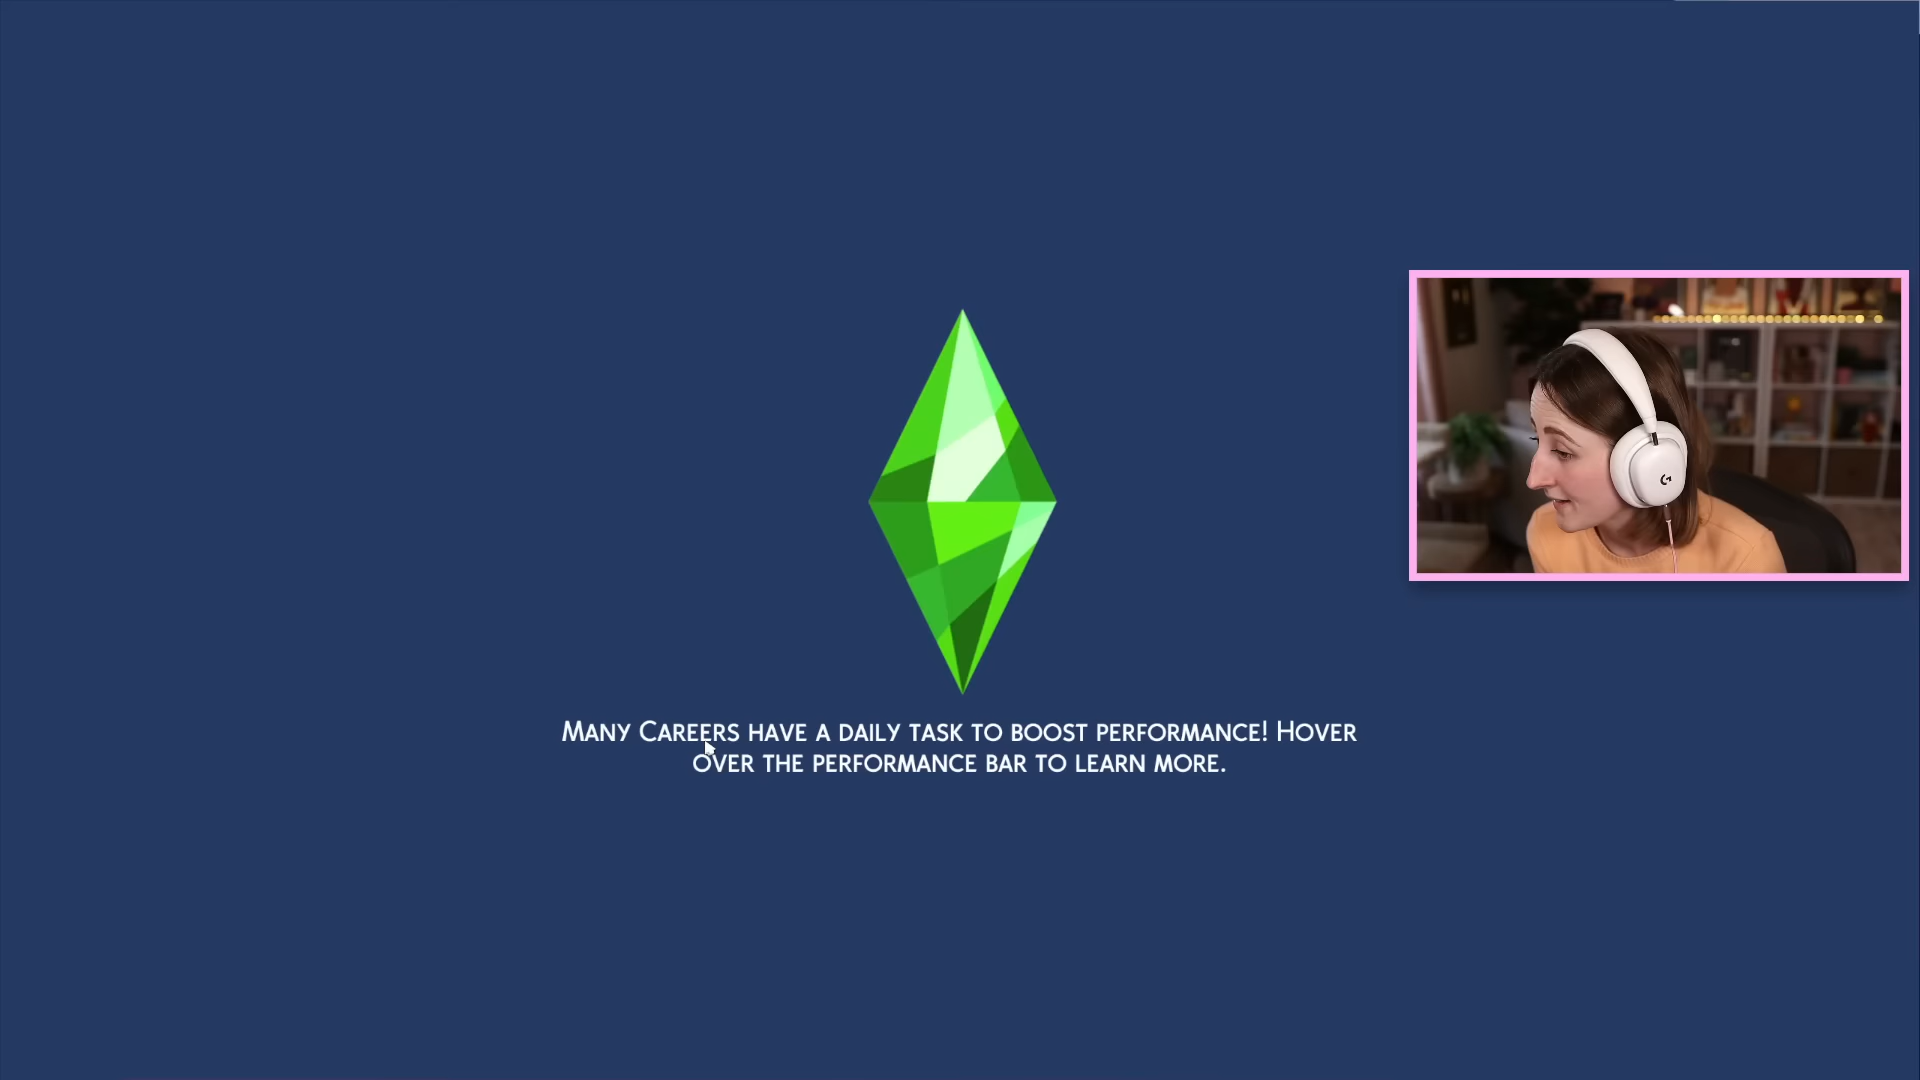 Many Careers have a daily task to boost performance! Hover
over the performance bar to learn more.